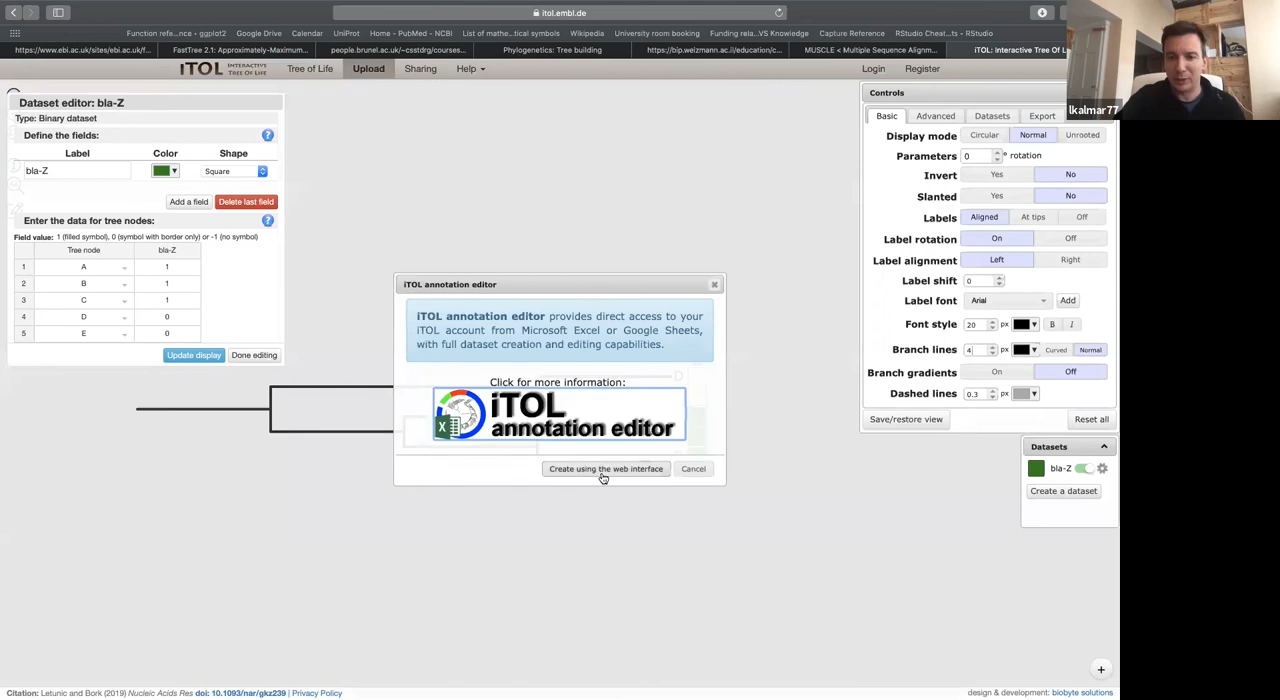 itol.embl.de
Function refe...nce • ggplot2 Google Drive Calendar UniProt Home - PubMed - NCBI List of mathe...tical symbols Wikipedia University room booking Funding rela...VS Knowledge Capture Reference RStudio Cheat...ts - RStudio
https://www.ebi.ac.uk/sites/ebi.ac.uk/f... FastTree 2.1: Approximately-Maximum... people.brunel.ac.uk/~csstdrg/courses... Phylogenetics: Tree building https://bip.weizmann.ac.il/education/c... MUSCLE < Multiple Sequence Alignm... iTOL: Interactive Tree Of L
iTOL INTERACTIVE TREE OF LIFE Tree of Life Upload Sharing Help Login Register
lkalmar77
Dataset editor: bla-Z
Type: Binary dataset
Define the fields: ?
Label Color Shape
bla-Z Square
Add a field Delete last field
Enter the data for tree nodes: ?
Field value: 1 (filled symbol), 0 (symbol with border only) or -1 (no symbol)
Tree node bla-Z
1 A 1
2 B 1
3 C 1
4 D 0
5 E 0
Update display Done editing
iTOL annotation editor
iTOL annotation editor provides direct access to your
iTOL account from Microsoft Excel or Google Sheets,
with full dataset creation and editing capabilities.
Click for more information:
X iTOL
annotation editor
Create using the web interface Cancel
D
Controls
Basic Advanced Datasets Export
Display mode Circular Normal Unrooted
Parameters 0 ° rotation
Invert Yes No
Slanted Yes No
Labels Aligned At tips Off
Label rotation On Off
Label alignment Left Right
Label shift 0
Label font Arial Add
Font style 20 px B I
Branch lines 4 px Curved Normal
Branch gradients On Off
Dashed lines 0.3 px
Save/restore view Reset all
Datasets
bla-Z
Create a dataset
+
Citation: Letunic and Bork (2019) Nucleic Acids Res doi: 10.1093/nar/gkz239 | Privacy Policy
design & development: biobyte solutions